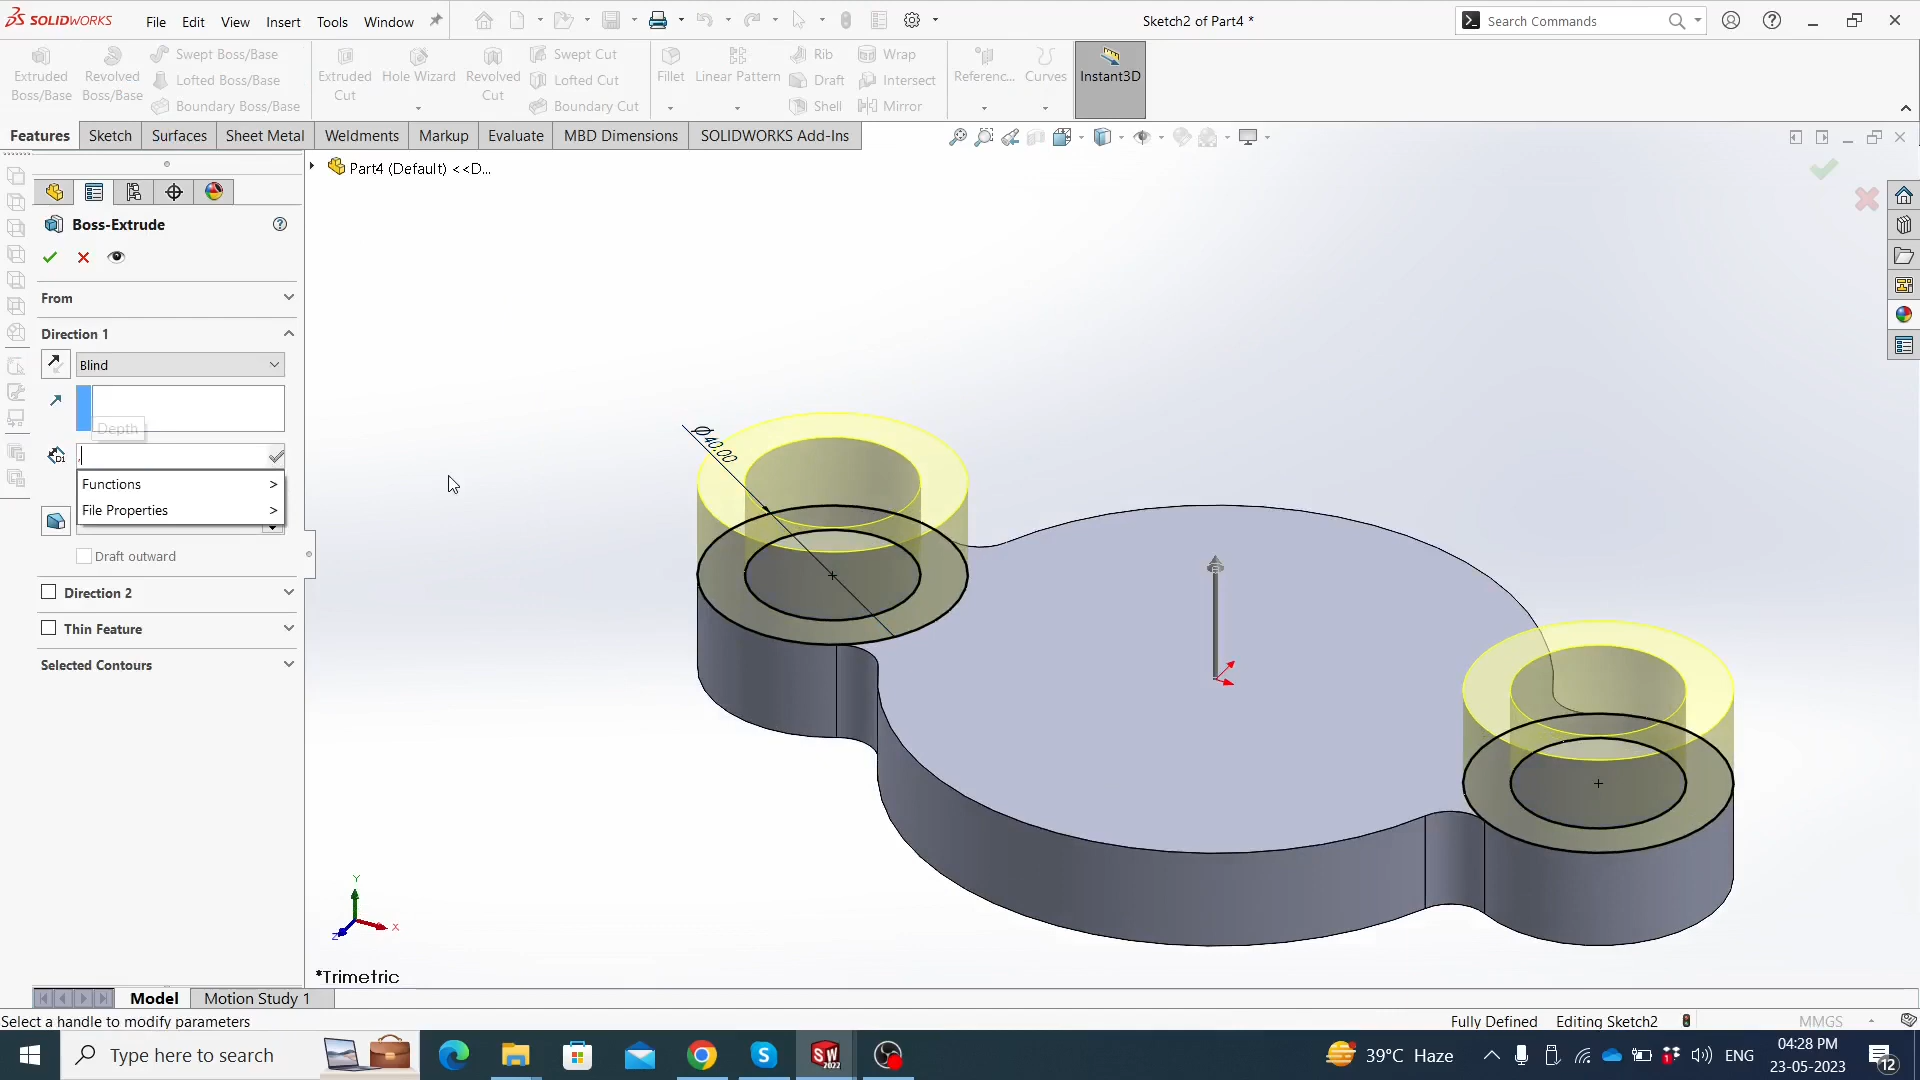 SOLIDWORKS
File Edit View Insert Tools Window
Sketch2 of Part4 *
Search Commands
Extruded Boss/Base
Revolved Boss/Base
Swept Boss/Base
Lofted Boss/Base
Boundary Boss/Base
Extruded Cut
Hole Wizard
Revolved Cut
Swept Cut
Lofted Cut
Boundary Cut
Fillet
Linear Pattern
Rib
Draft
Shell
Wrap
Intersect
Mirror
Referenc...
Curves
Instant3D
Features Sketch Surfaces Sheet Metal Weldments Markup Evaluate MBD Dimensions SOLIDWORKS Add-Ins
Part4 (Default) <<D...
Boss-Extrude
From
Direction 1
Blind
Depth
D1
Functions >
File Properties >
Draft outward
Direction 2
Thin Feature
Selected Contours
Ø40.00
Y
X
Z
*Trimetric
Model Motion Study 1
Select a handle to modify parameters
Fully Defined Editing Sketch2 MMGS
Type here to search
SW 2022
39°C Haze
ENG
04:28 PM
23-05-2023
12